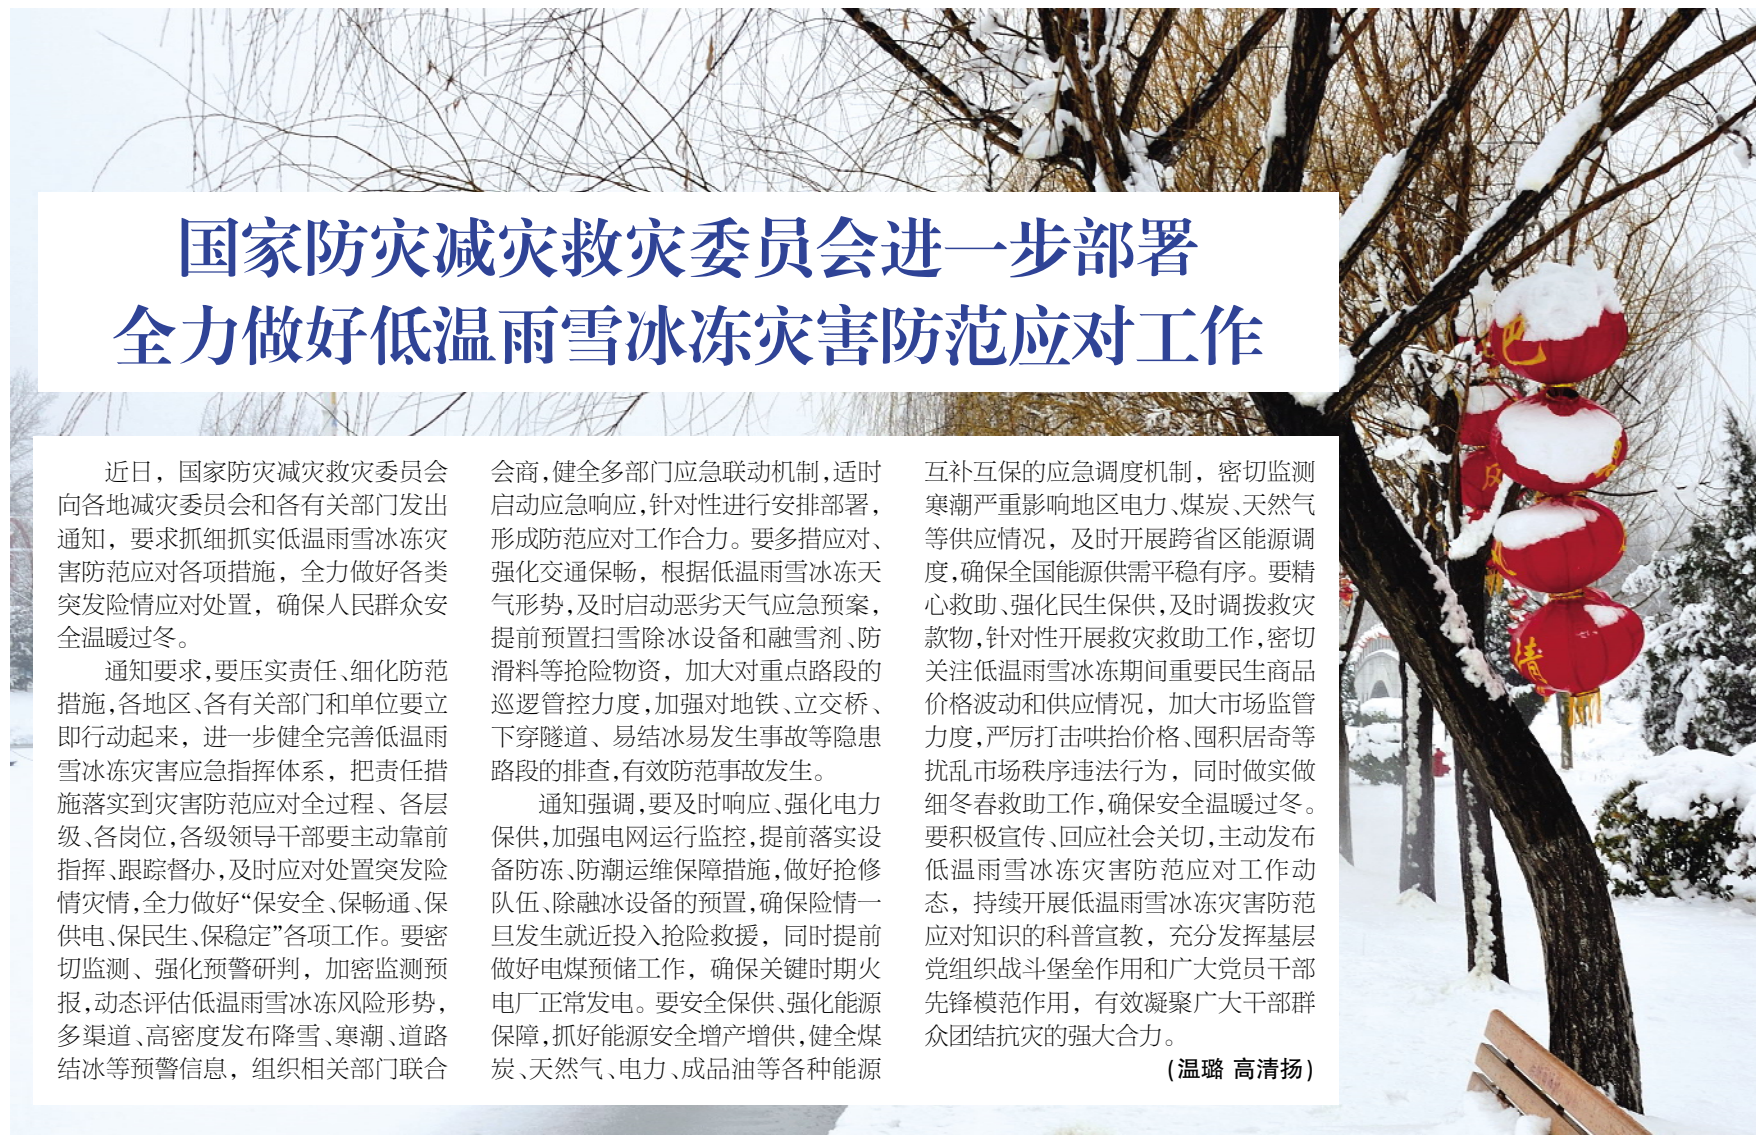 国家防灾减灾救灾委员会进一步部署
全力做好低温雨雪冰冻灾害防范应对工作
近日，国家防灾减灾救灾委员会
向各地减灾委员会和各有关部门发出
通知，要求抓细抓实低温雨雪冰冻灾
害防范应对各项措施，全力做好各类
突发险情应对处置，确保人民群众安
全温暖过冬。
通知要求，要压实责任、细化防范
措施，各地区、各有关部门和单位要立
即行动起来，进一步健全完善低温雨
雪冰冻灾害应急指挥体系，把责任措
施落实到灾害防范应对全过程、各层
级、各岗位，各级领导干部要主动靠前
指挥、跟踪督办，及时应对处置突发险
情灾情，全力做好“保安全、保畅通、保
供电、保民生、保稳定”各项工作。要密
切监测、强化预警研判，加密监测预
报，动态评估低温雨雪冰冻风险形势，
多渠道、高密度发布降雪、寒潮、道路
结冰等预警信息，组织相关部门联合
会商，健全多部门应急联动机制，适时
启动应急响应，针对性进行安排部署，
形成防范应对工作合力。要多措应对、
强化交通保畅，根据低温雨雪冰冻天
气形势，及时启动恶劣天气应急预案，
提前预置扫雪除冰设备和融雪剂、防
滑料等抢险物资，加大对重点路段的
巡逻管控力度，加强对地铁、立交桥、
下穿隧道、易结冰易发生事故等隐患
路段的排查，有效防范事故发生。
通知强调，要及时响应、强化电力
保供，加强电网运行监控，提前落实设
备防冻、防潮运维保障措施，做好抢修
队伍、除融冰设备的预置，确保险情一
旦发生就近投入抢险救援，同时提前
做好电煤预储工作，确保关键时期火
电厂正常发电。要安全保供、强化能源
保障，抓好能源安全增产增供，健全煤
炭、天然气、电力、成品油等各种能源
互补互保的应急调度机制，密切监测
寒潮严重影响地区电力、煤炭、天然气
等供应情况，及时开展跨省区能源调
度，确保全国能源供需平稳有序。要精
心救助、强化民生保供，及时调拨救灾
款物，针对性开展救灾救助工作，密切
关注低温雨雪冰冻期间重要民生商品
价格波动和供应情况，加大市场监管
力度，严厉打击哄抬价格、囤积居奇等
扰乱市场秩序违法行为，同时做实做
细冬春救助工作，确保安全温暖过冬。
要积极宣传、回应社会关切，主动发布
低温雨雪冰冻灾害防范应对工作动
态，持续开展低温雨雪冰冻灾害防范
应对知识的科普宣教，充分发挥基层
党组织战斗堡垒作用和广大党员干部
先锋模范作用，有效凝聚广大干部群
众团结抗灾的强大合力。
（温璐 高清扬）